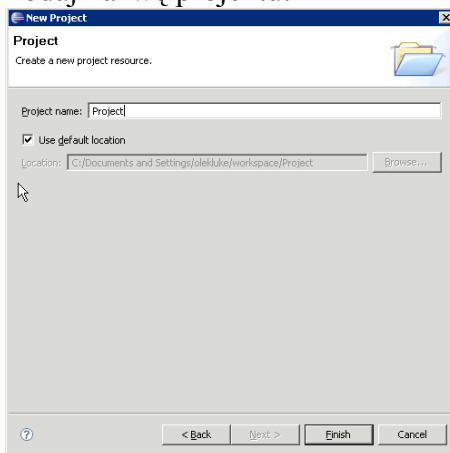 New Project
Project
Create a new project resource.
Project name: Project
Use default location
Location: C:/Documents and Settings/olekluke/workspace/Project Browse...
< Back Next > Finish Cancel